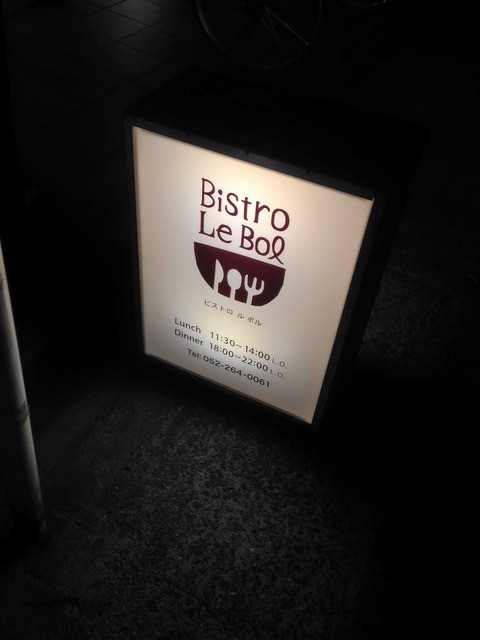 Bistro
Le Bol
ビストロ ル ボル
Lunch 11:30~14:00 L.O.
Dinner 18:00~22:00 L.O.
Tel: 052-264-0061